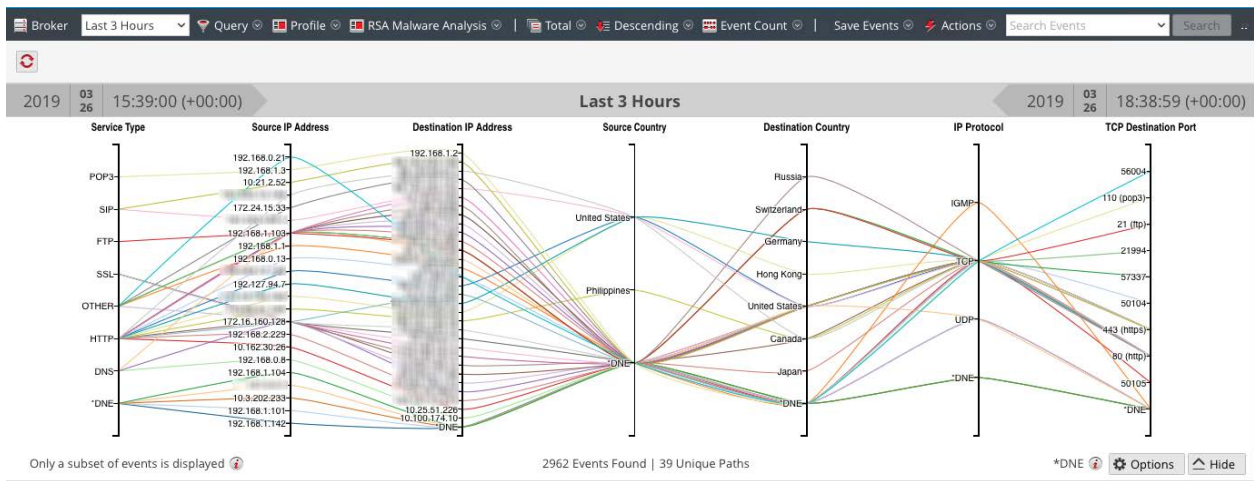 Broker Last 3 Hours Query Profile RSA Malware Analysis | Total Descending Event Count | Save Events Actions Search Events Search ..
2019 03 26 15:39:00 (+00:00) Last 3 Hours 2019 03 26 18:38:59 (+00:00)
Service Type Source IP Address Destination IP Address Source Country Destination Country IP Protocol TCP Destination Port
POP3
SIP
FTP
SSL
OTHER
HTTP
DNS
*DNE
192.168.0.21
192.168.1.3
10.21.2.52
172.24.15.33
192.168.1.103
192.168.1.1
192.168.0.13
192.127.94.7
172.16.160.128
192.168.2.229
10.162.30.26
192.168.0.8
192.168.1.104
10.3.202.233
192.168.1.101
192.168.1.142
192.168.1.2
10.25.51.226
10.100.174.10
*DNE
United States
Philippines
*DNE
Russia
Switzerland
Germany
Hong Kong
United States
Canada
Japan
*DNE
IGMP
TCP
UDP
*DNE
56004
110 (pop3)
21 (ftp)
21994
57337
50104
443 (https)
80 (http)
50105
*DNE
Only a subset of events is displayed 2962 Events Found | 39 Unique Paths *DNE Options Hide